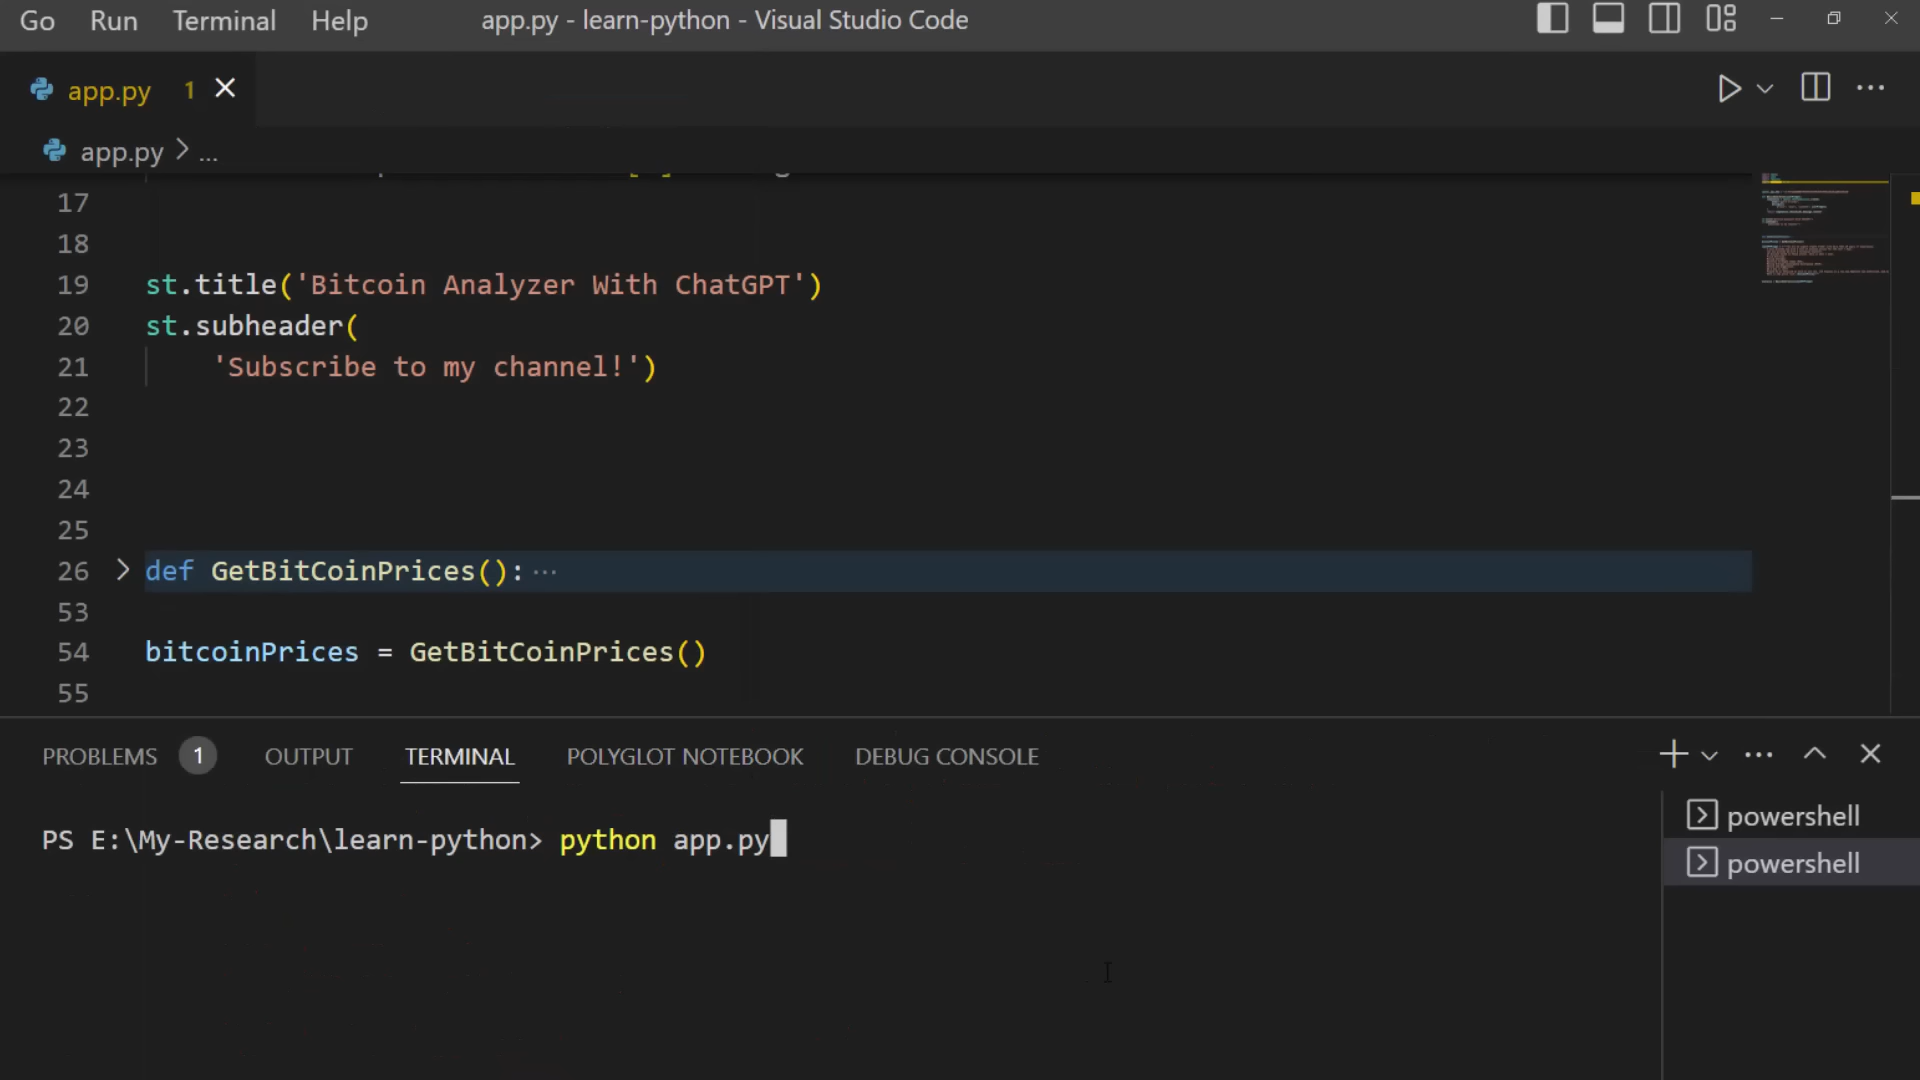 Go Run Terminal Help app.py - learn-python - Visual Studio Code
app.py 1
app.py > ...
17
18
19 st.title('Bitcoin Analyzer With ChatGPT')
20 st.subheader(
21 'Subscribe to my channel!')
22
23
24
25
26 def GetBitCoinPrices(): ...
53
54 bitcoinPrices = GetBitCoinPrices()
55
PROBLEMS 1 OUTPUT TERMINAL POLYGLOT NOTEBOOK DEBUG CONSOLE
PS E:\My-Research\learn-python> python app.py
powershell
powershell